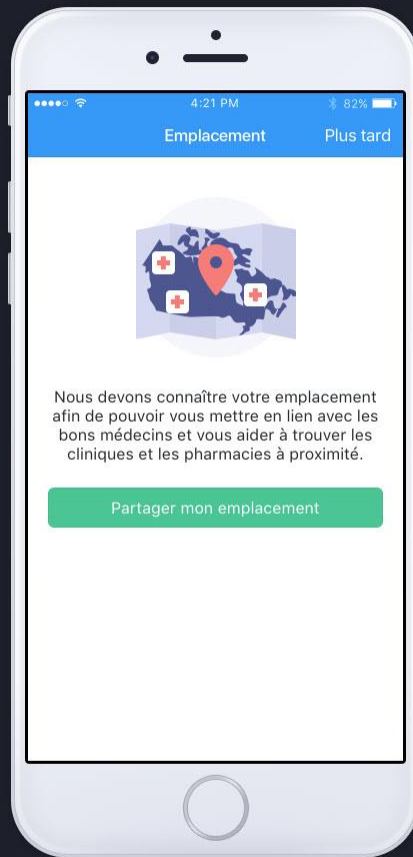 4:21 PM
82%
Emplacement
Plus tard
Nous devons connaître votre emplacement
afin de pouvoir vous mettre en lien avec les
bons médecins et vous aider à trouver les
cliniques et les pharmacies à proximité.
Partager mon emplacement